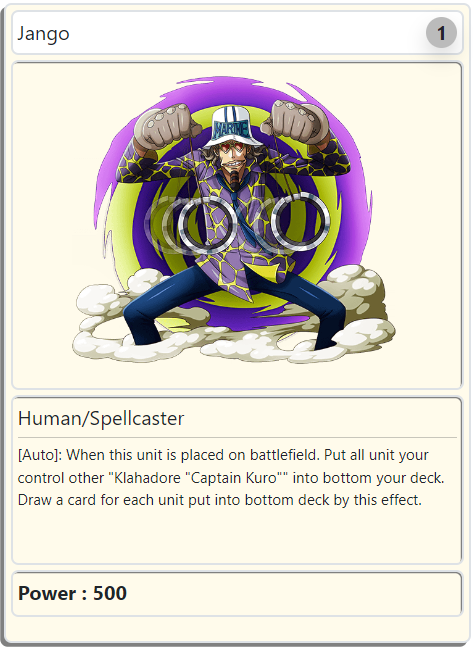 Jango
1
MARINE
Human/Spellcaster
[Auto]: When this unit is placed on battlefield. Put all unit your
control other "Klahadore "Captain Kuro"" into bottom your deck.
Draw a card for each unit put into bottom deck by this effect.
Power : 500